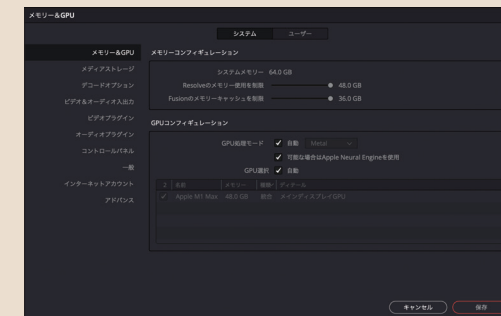 メモリー&GPU
システム ユーザー
メモリー&GPU
メディアストレージ
デコードオプション
ビデオ&オーディオ入出力
ビデオプラグイン
オーディオプラグイン
コントロールパネル
一般
インターネットアカウント
アドバンス
メモリーコンフィギュレーション
システムメモリー 64.0 GB
Resolveのメモリー使用を制限 48.0 GB
Fusionのメモリーキャッシュを制限 36.0 GB
GPUコンフィギュレーション
GPU処理モード 自動 Metal
可能な場合はApple Neural Engineを使用
GPU選択 自動
名前 メモリー 種類 ディテール
Apple M1 Max 48.0 GB 統合 メインディスプレイGPU
キャンセル 保存